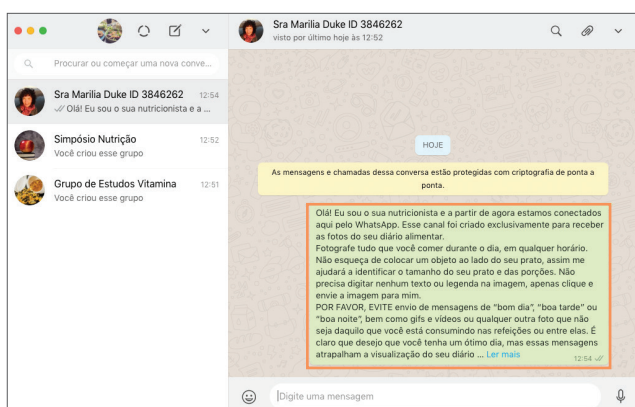 Sra Marilia Duke ID 3846262
visto por último hoje às 12:52
Procurar ou começar uma nova conve...
Sra Marilia Duke ID 3846262 12:54
Olá! Eu sou o sua nutricionista e a ...
Simpósio Nutrição 12:52
Você criou esse grupo
Grupo de Estudos Vitamina 12:51
Você criou esse grupo
HOJE
As mensagens e chamadas dessa conversa estão protegidas com criptografia de ponta a
ponta.
Olá! Eu sou o sua nutricionista e a partir de agora estamos conectados
aqui pelo WhatsApp. Esse canal foi criado exclusivamente para receber
as fotos do seu diário alimentar.
Fotografe tudo que você comer durante o dia, em qualquer horário.
Não esqueça de colocar um objeto ao lado do seu prato, assim me
ajudará a identificar o tamanho do seu prato e das porções. Não
precisa digitar nenhum texto ou legenda na imagem, apenas clique e
envie a imagem para mim.
POR FAVOR, EVITE envio de mensagens de “bom dia”, “boa tarde” ou
“boa noite”, bem como gifs e vídeos ou qualquer outra foto que não
seja daquilo que você está consumindo nas refeições ou entre elas. É
claro que desejo que você tenha um ótimo dia, mas essas mensagens
atrapalham a visualização do seu diário ... Ler mais
12:54
Digite uma mensagem